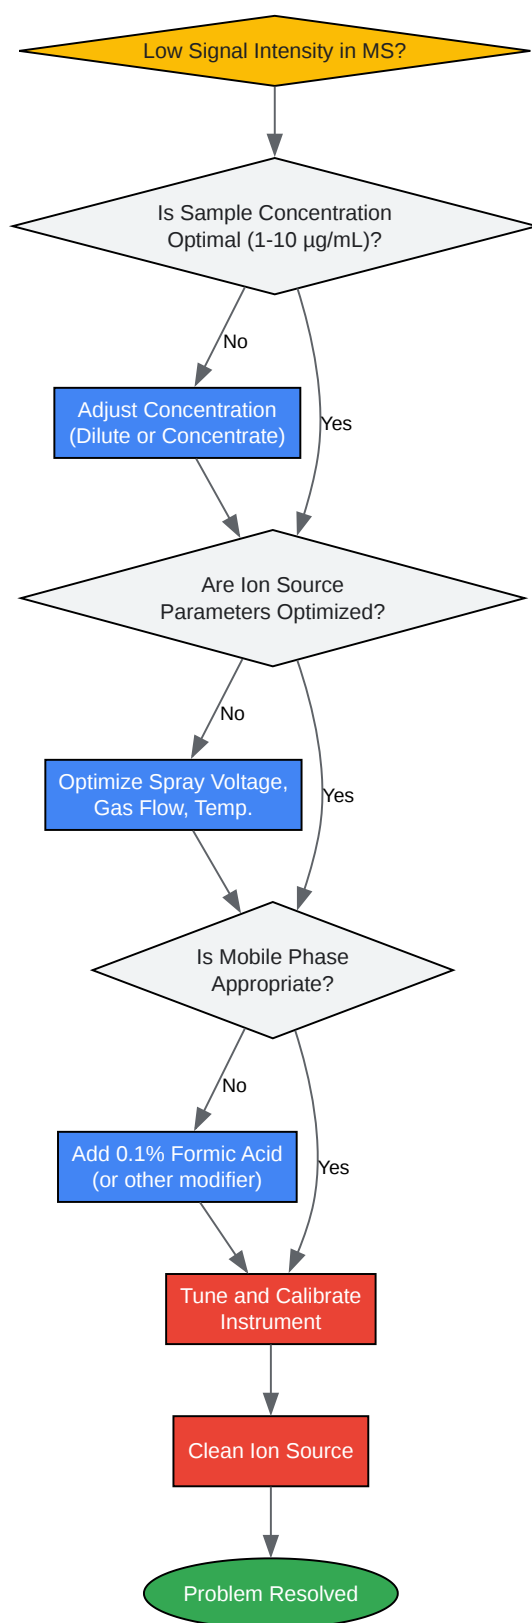 Low Signal Intensity in MS?
Is Sample Concentration
Optimal (1-10 µg/mL)?
No
Adjust Concentration
(Dilute or Concentrate)
Yes
Are Ion Source
Parameters Optimized?
No
Optimize Spray Voltage,
Gas Flow, Temp.
Yes
Is Mobile Phase
Appropriate?
No
Add 0.1% Formic Acid
(or other modifier)
Yes
Tune and Calibrate
Instrument
Clean Ion Source
Problem Resolved